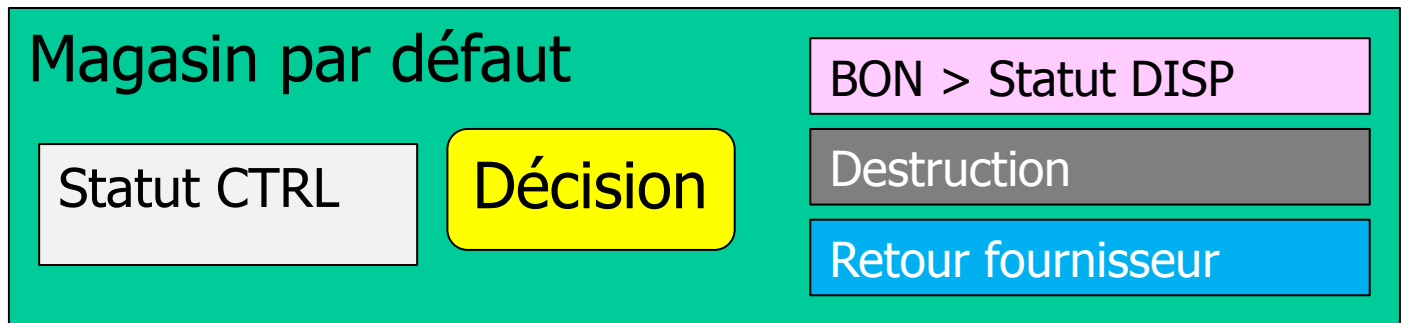 Magasin par défaut
Statut CTRL
Décision
BON > Statut DISP
Destruction
Retour fournisseur